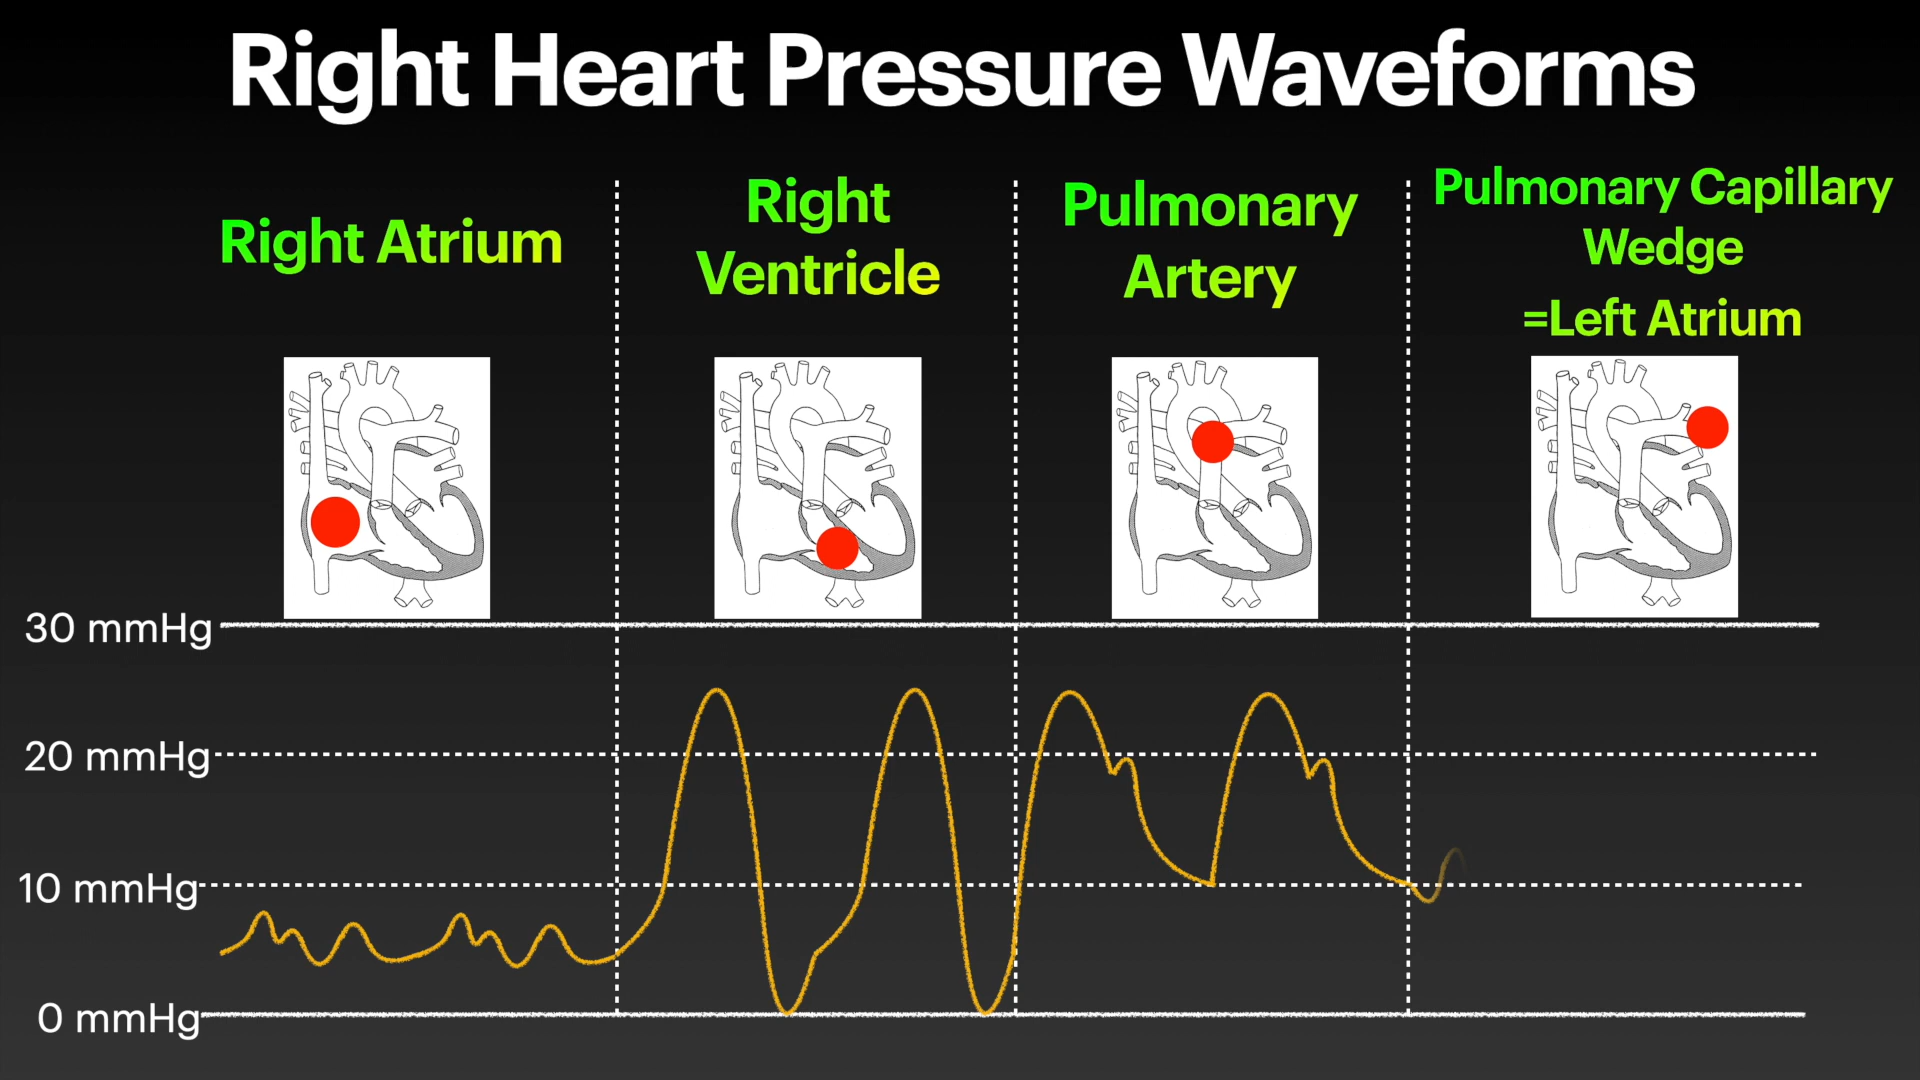 Right Heart Pressure Waveforms
Right Atrium
Right
Ventricle
Pulmonary
Artery
Pulmonary Capillary
Wedge
=Left Atrium
30 mmHg
20 mmHg
10 mmHg
0 mmHg